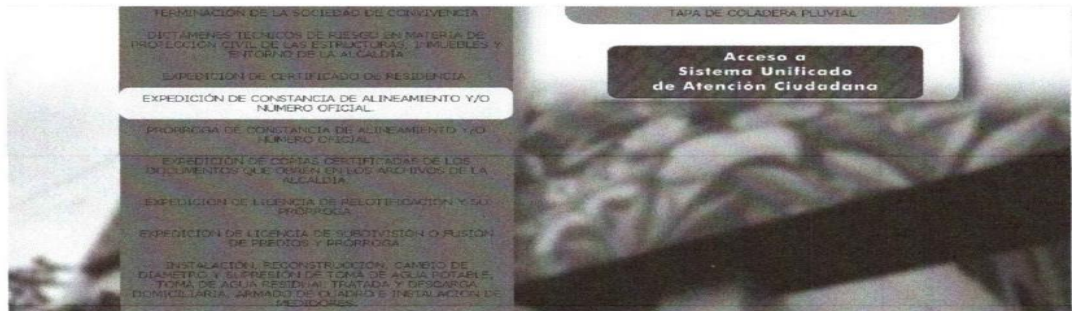 TERMINACIÓN DE LA SOCIEDAD DE CONVIVENCIA
DICTÁMENES TÉCNICOS DE RIESGO EN MATERIA DE
PROTECCIÓN CIVIL DE LAS ESTRUCTURAS, INMUEBLES Y
ENTORNO DE LA ALCALDÍA
EXPEDICIÓN DE CERTIFICADO DE RESIDENCIA
EXPEDICIÓN DE CONSTANCIA DE ALINEAMIENTO Y/O
NÚMERO OFICIAL.
PRÓRROGA DE CONSTANCIA DE ALINEAMIENTO Y/O
NÚMERO OFICIAL
EXPEDICIÓN DE COPIAS CERTIFICADAS DE LOS
DOCUMENTOS QUE OBREN EN LOS ARCHIVOS DE LA
ALCALDÍA
EXPEDICIÓN DE LICENCIA DE RELOTIFICACIÓN Y SU
PRÓRROGA
EXPEDICIÓN DE LICENCIA DE SUBDIVISIÓN O FUSIÓN
DE PREDIOS Y PRÓRROGA
INSTALACIÓN, RECONSTRUCCIÓN, CAMBIO DE
DIÁMETRO Y SUPRESIÓN DE TOMA DE AGUA POTABLE,
TOMA DE AGUA RESIDUAL TRATADA Y DESCARGA
DOMICILIARIA, ARMADO DE CUADRO E INSTALACIÓN DE
MEDIDORES.
TAPA DE COLADERA PLUVIAL
Acceso a
Sistema Unificado
de Atención Ciudadana